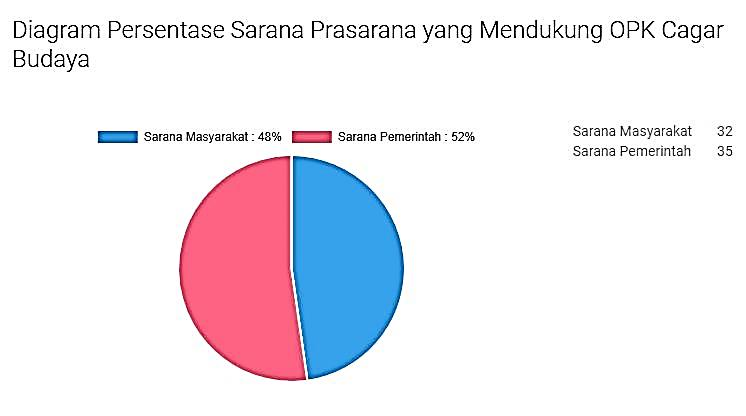 Diagram Persentase Sarana Prasarana yang Mendukung OPK Cagar
Budaya
Sarana Masyarakat : 48% Sarana Pemerintah : 52%
Sarana Masyarakat 32
Sarana Pemerintah 35